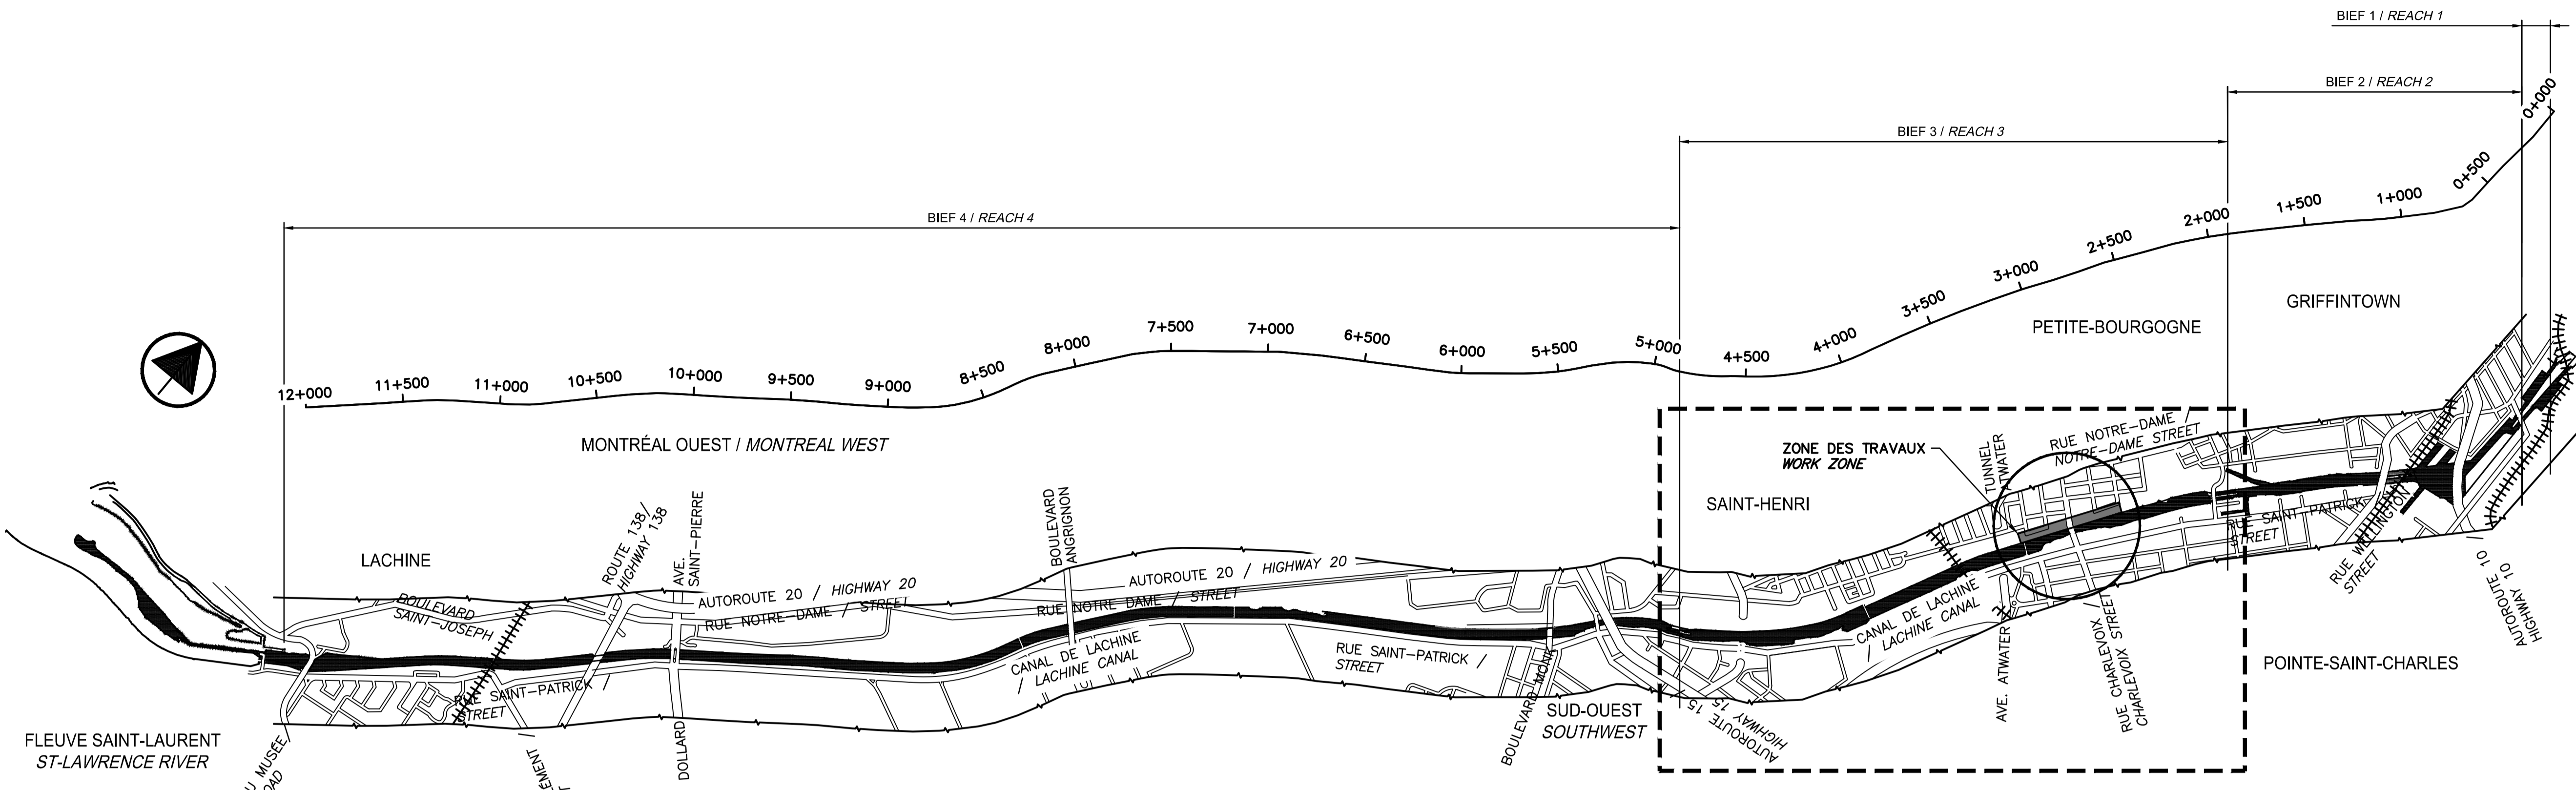 BIEF 1 / REACH 1
BIEF 2 / REACH 2
BIEF 3 / REACH 3
BIEF 4 / REACH 4
0+000
0+500
1+000
1+500
2+000
2+500
3+000
3+500
4+000
4+500
5+000
5+500
6+000
6+500
7+000
7+500
8+000
8+500
9+000
9+500
10+000
10+500
11+000
11+500
12+000
GRIFFINTOWN
PETITE-BOURGOGNE
MONTRÉAL OUEST / MONTREAL WEST
ZONE DES TRAVAUX
WORK ZONE
TUNNEL
ATWATER
RUE NOTRE-DAME /
NOTRE-DAME STREET
SAINT-HENRI
LACHINE
BOULEVARD
SAINT-JOSEPH
ROUTE 138/
HIGHWAY 138
AVE.
SAINT-PIERRE
AUTOROUTE 20 / HIGHWAY 20
RUE NOTRE-DAME / STREET
BOULEVARD
ANGRIGNON
AUTOROUTE 20 / HIGHWAY 20
RUE NOTRE DAME / STREET
CANAL DE LACHINE
/ LACHINE CANAL
RUE SAINT-PATRICK /
STREET
RUE SAINT-PATRICK /
STREET
BOULEVARD MONK
SUD-OUEST
SOUTHWEST
AUTOROUTE 15 /
HIGHWAY 15
CANAL DE LACHINE
/ LACHINE CANAL
AVE. ATWATER
RUE CHARLEVOIX /
CHARLEVOIX STREET
RUE SAINT-PATRICK
STREET
RUE WELLINGTON
STREET
AUTOROUTE 10 /
HIGHWAY 10
POINTE-SAINT-CHARLES
FLEUVE SAINT-LAURENT
ST-LAWRENCE RIVER
MUSÉE
DOLLARD